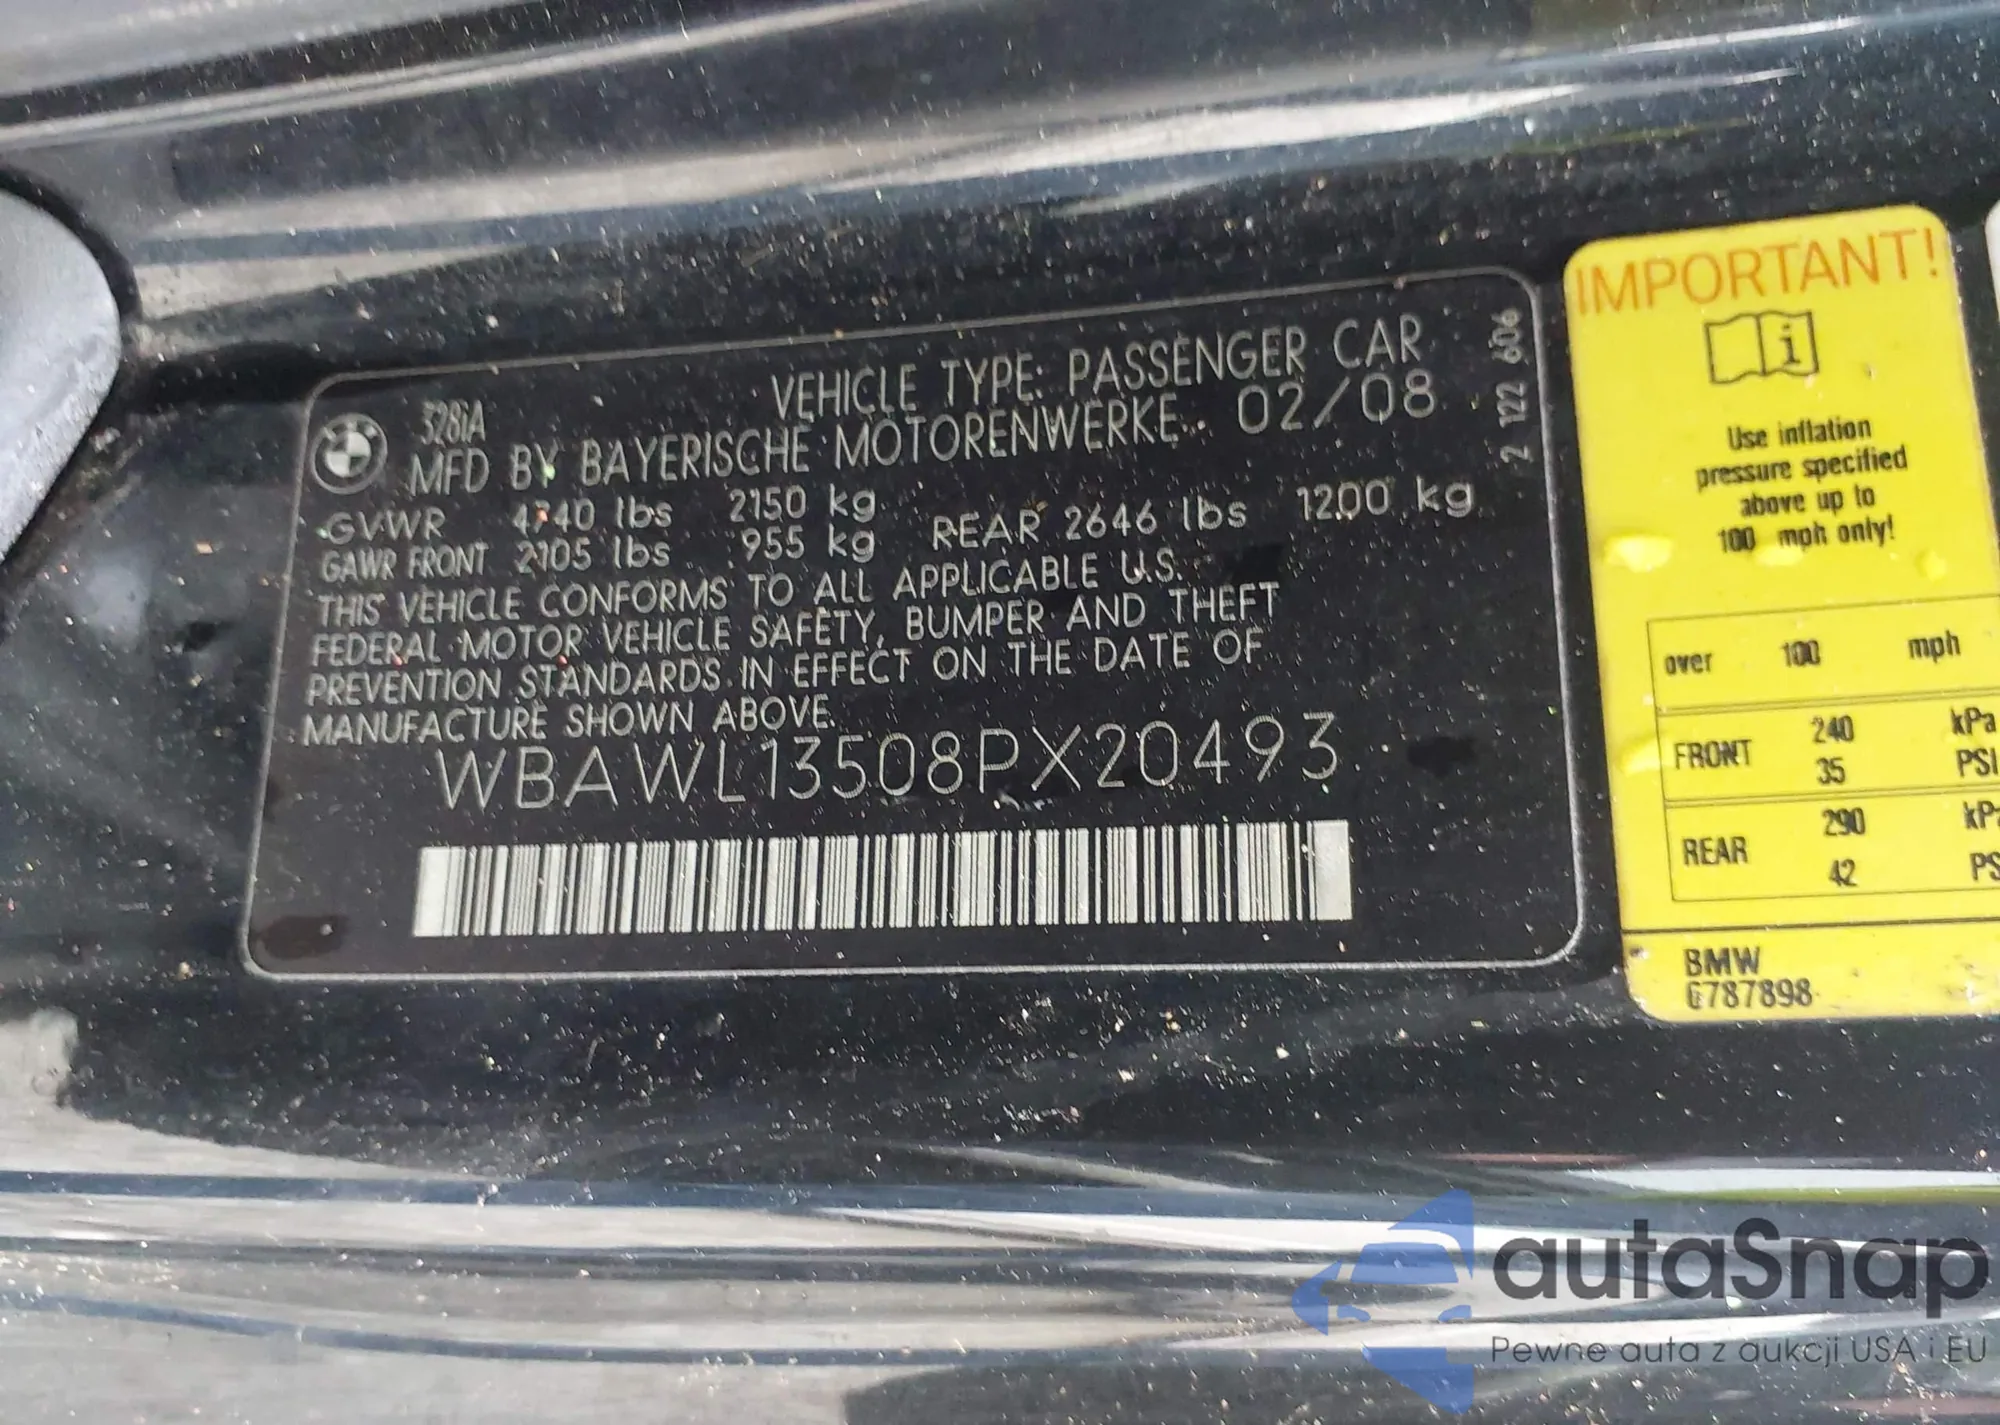 VEHICLE TYPE: PASSENGER CAR
328iA
MFD BY BAYERISCHE MOTORENWERKE 02/08
GVWR 4740 lbs 2150 kg
GAWR FRONT 2105 lbs 955 kg REAR 2646 lbs 1200 kg
THIS VEHICLE CONFORMS TO ALL APPLICABLE U.S.
FEDERAL MOTOR VEHICLE SAFETY, BUMPER AND THEFT
PREVENTION STANDARDS IN EFFECT ON THE DATE OF
MANUFACTURE SHOWN ABOVE.
WBAWL13508PX20493
2 122 606
IMPORTANT!
i
Use inflation
pressure specified
above up to
100 mph only!
over 100 mph
FRONT 240 kPa
35 PSI
REAR 290 kPa
42 PS
BMW
6787898
autoSnap
Pewne auta z aukcji USA i EU